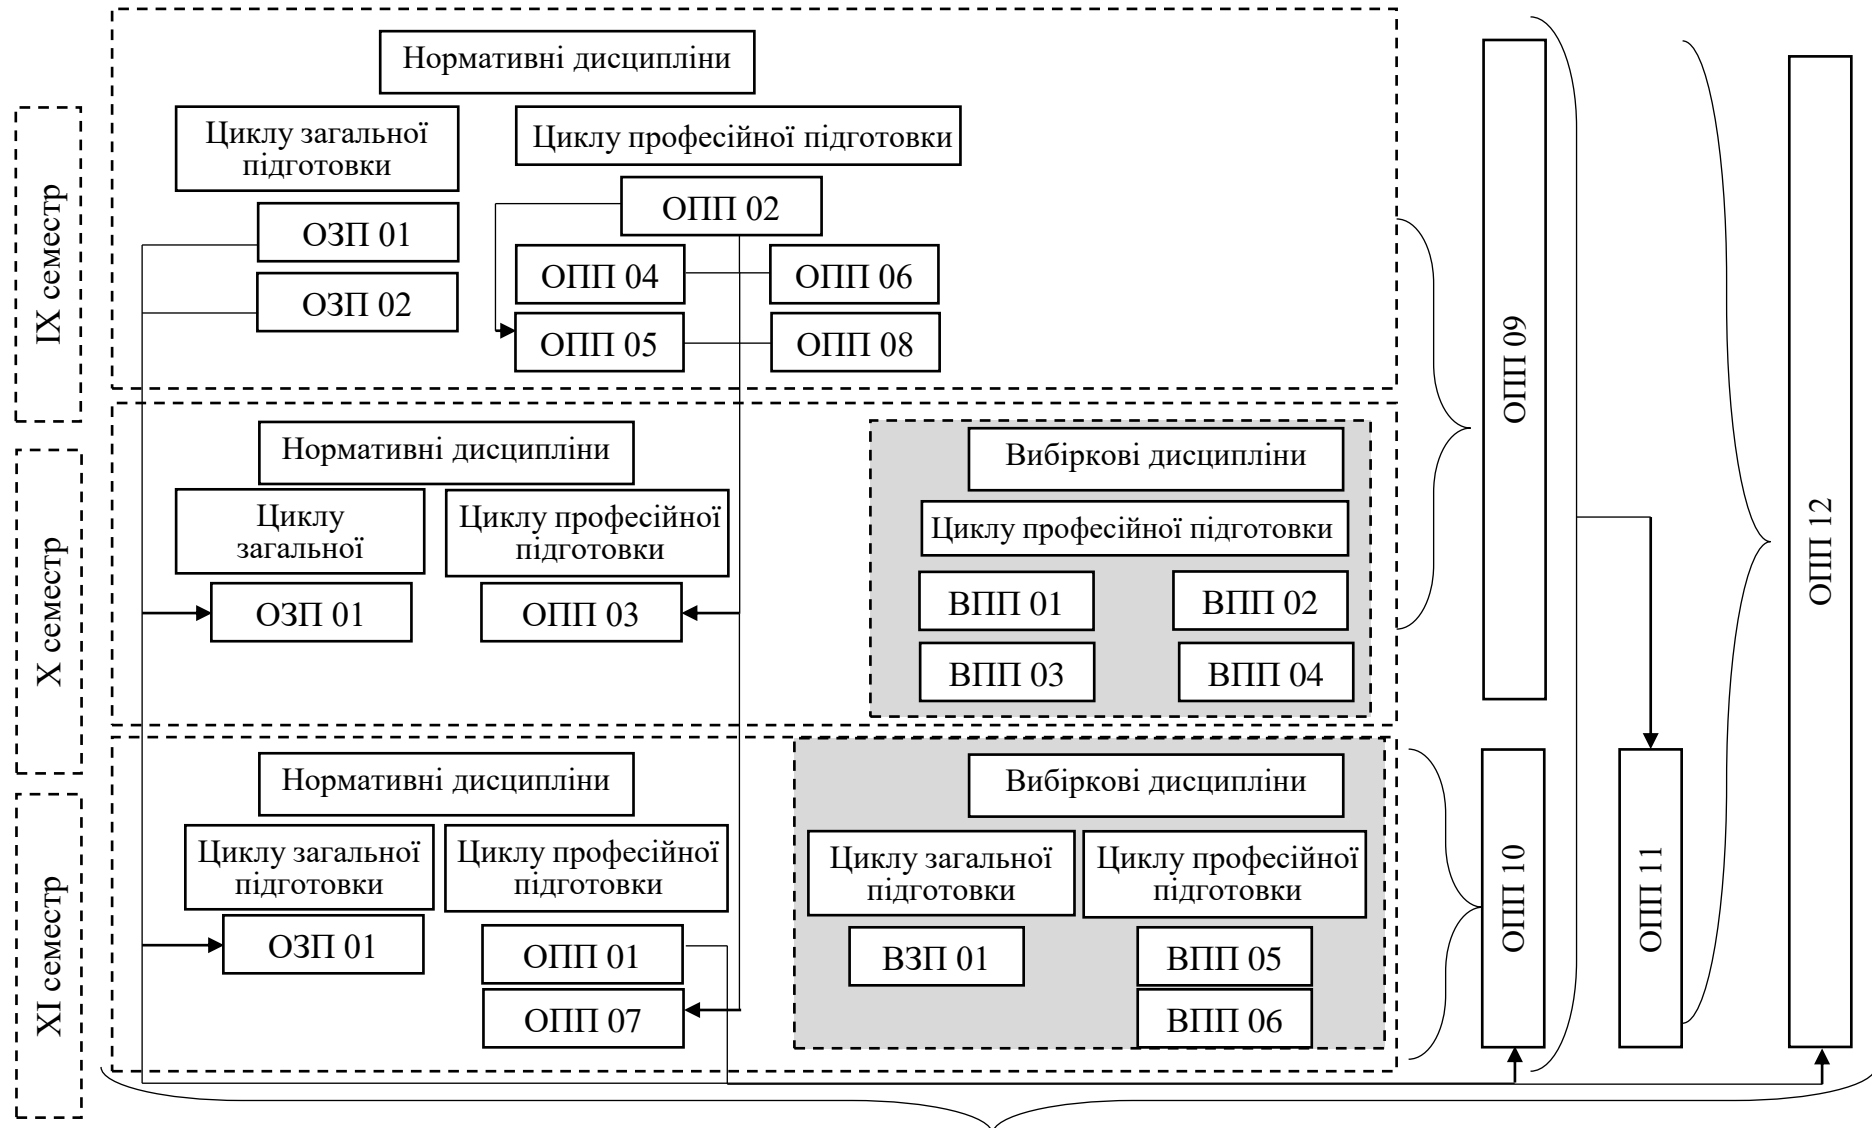 Нормативні дисципліни
Циклу загальної
підготовки
Циклу професійної підготовки
ОПП 02
ОЗП 01
ОПП 04
ОПП 06
ОЗП 02
ОПП 05
ОПП 08
IX семестр
Нормативні дисципліни
Вибіркові дисципліни
Циклу
загальної
Циклу професійної
підготовки
Циклу професійної підготовки
ОЗП 01
ОПП 03
ВПП 01
ВПП 02
ВПП 03
ВПП 04
X семестр
Нормативні дисципліни
Вибіркові дисципліни
Циклу загальної
підготовки
Циклу професійної
підготовки
Циклу загальної
підготовки
Циклу професійної
підготовки
ОЗП 01
ОПП 01
ВЗП 01
ВПП 05
ОПП 07
ВПП 06
XI семестр
ОПП 09
ОПП 10
ОПП 11
ОПП 12